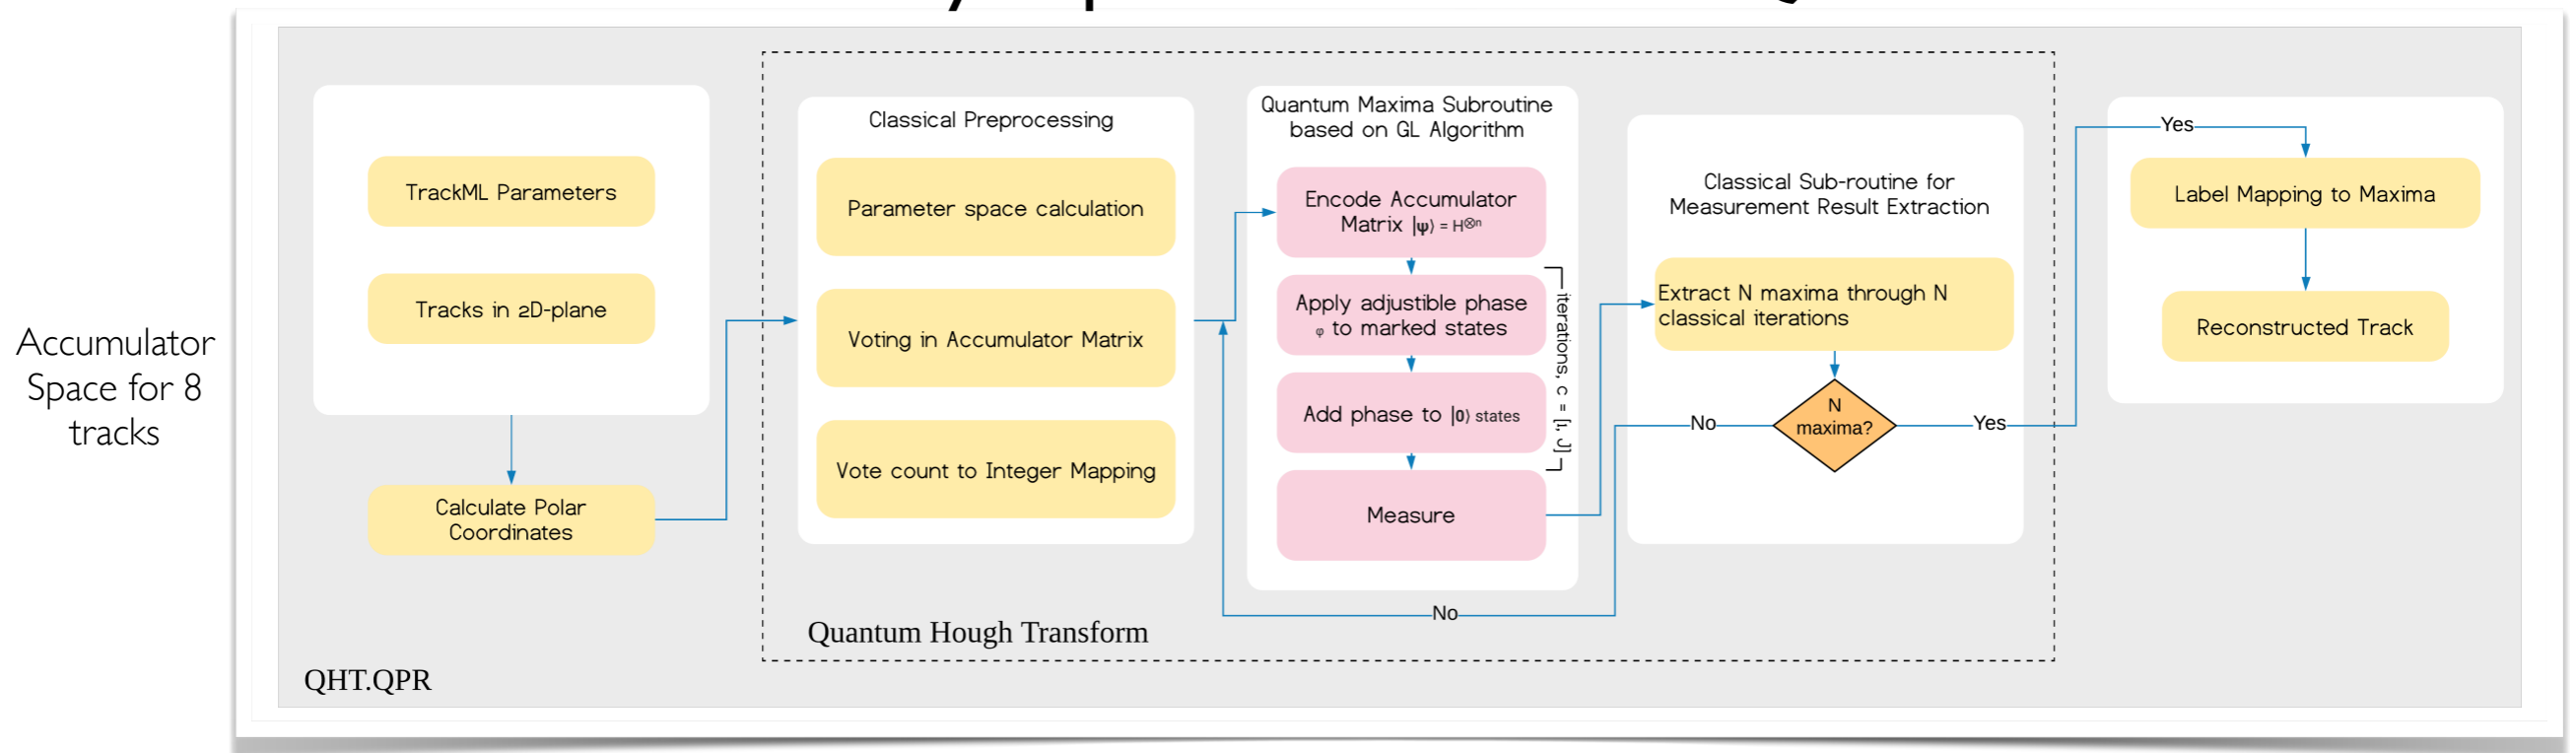 Accumulator
Space for 8
tracks
TrackML Parameters
Tracks in 2D-plane
Calculate Polar
Coordinates
Classical Preprocessing
Parameter space calculation
Voting in Accumulator Matrix
Vote count to Integer Mapping
Quantum Maxima Subroutine
based on GL Algorithm
Encode Accumulator
Matrix |ψ⟩ = H⊗ⁿ
Apply adjustible phase
φ to marked states
Add phase to |0⟩ states
Measure
iterations, c = [1, J]
Classical Sub-routine for
Measurement Result Extraction
Extract N maxima through N
classical iterations
N
maxima?
No
Yes
No
Yes
Label Mapping to Maxima
Reconstructed Track
Quantum Hough Transform
QHT.QPR